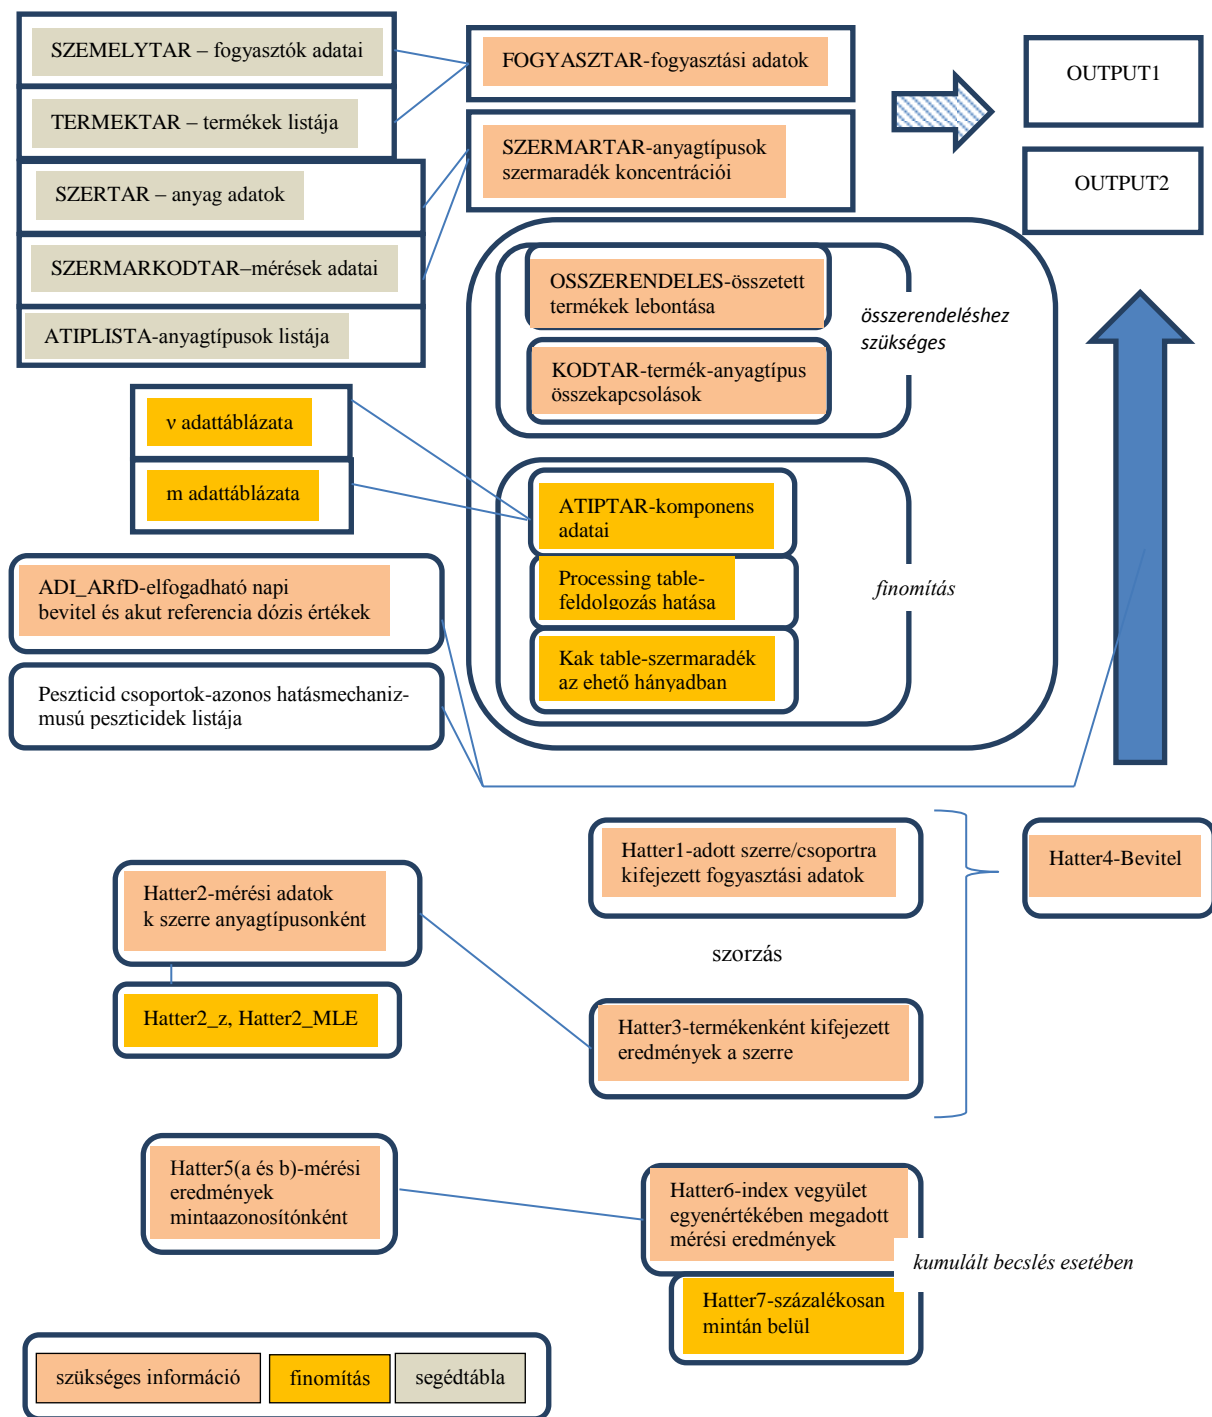 SZEMELYTAR – fogyasztók adatai
TERMEKTAR – termékek listája
SZERTAR – anyag adatok
SZERMARKODTAR–mérések adatai
ATIPLISTA-anyagtípusok listája
FOGYASZTAR-fogyasztási adatok
SZERMARTAR-anyagtípusok
szermaradék koncentrációi
OUTPUT1
OUTPUT2
OSSZERENDELES-összetett
termékek lebontása
KODTAR-termék-anyagtípus
összekapcsolások
összerendeléshez
szükséges
ν adattáblázata
m adattáblázata
ATIPTAR-komponens
adatai
Processing table-
feldolgozás hatása
Kak table-szermaradék
az ehető hányadban
finomítás
ADI_ARfD-elfogadható napi
bevitel és akut referencia dózis értékek
Peszticid csoportok-azonos hatásmechaniz-
musú peszticidek listája
Hatter1-adott szerre/csoportra
kifejezett fogyasztási adatok
Hatter4-Bevitel
Hatter2-mérési adatok
k szerre anyagtípusonként
szorzás
Hatter2_z, Hatter2_MLE
Hatter3-termékenként kifejezett
eredmények a szerre
Hatter5(a és b)-mérési
eredmények
mintaazonosítónként
Hatter6-index vegyület
egyenértékében megadott
mérési eredmények
kumulált becslés esetében
Hatter7-százalékosan
mintán belül
szükséges információ
finomítás
segédtábla